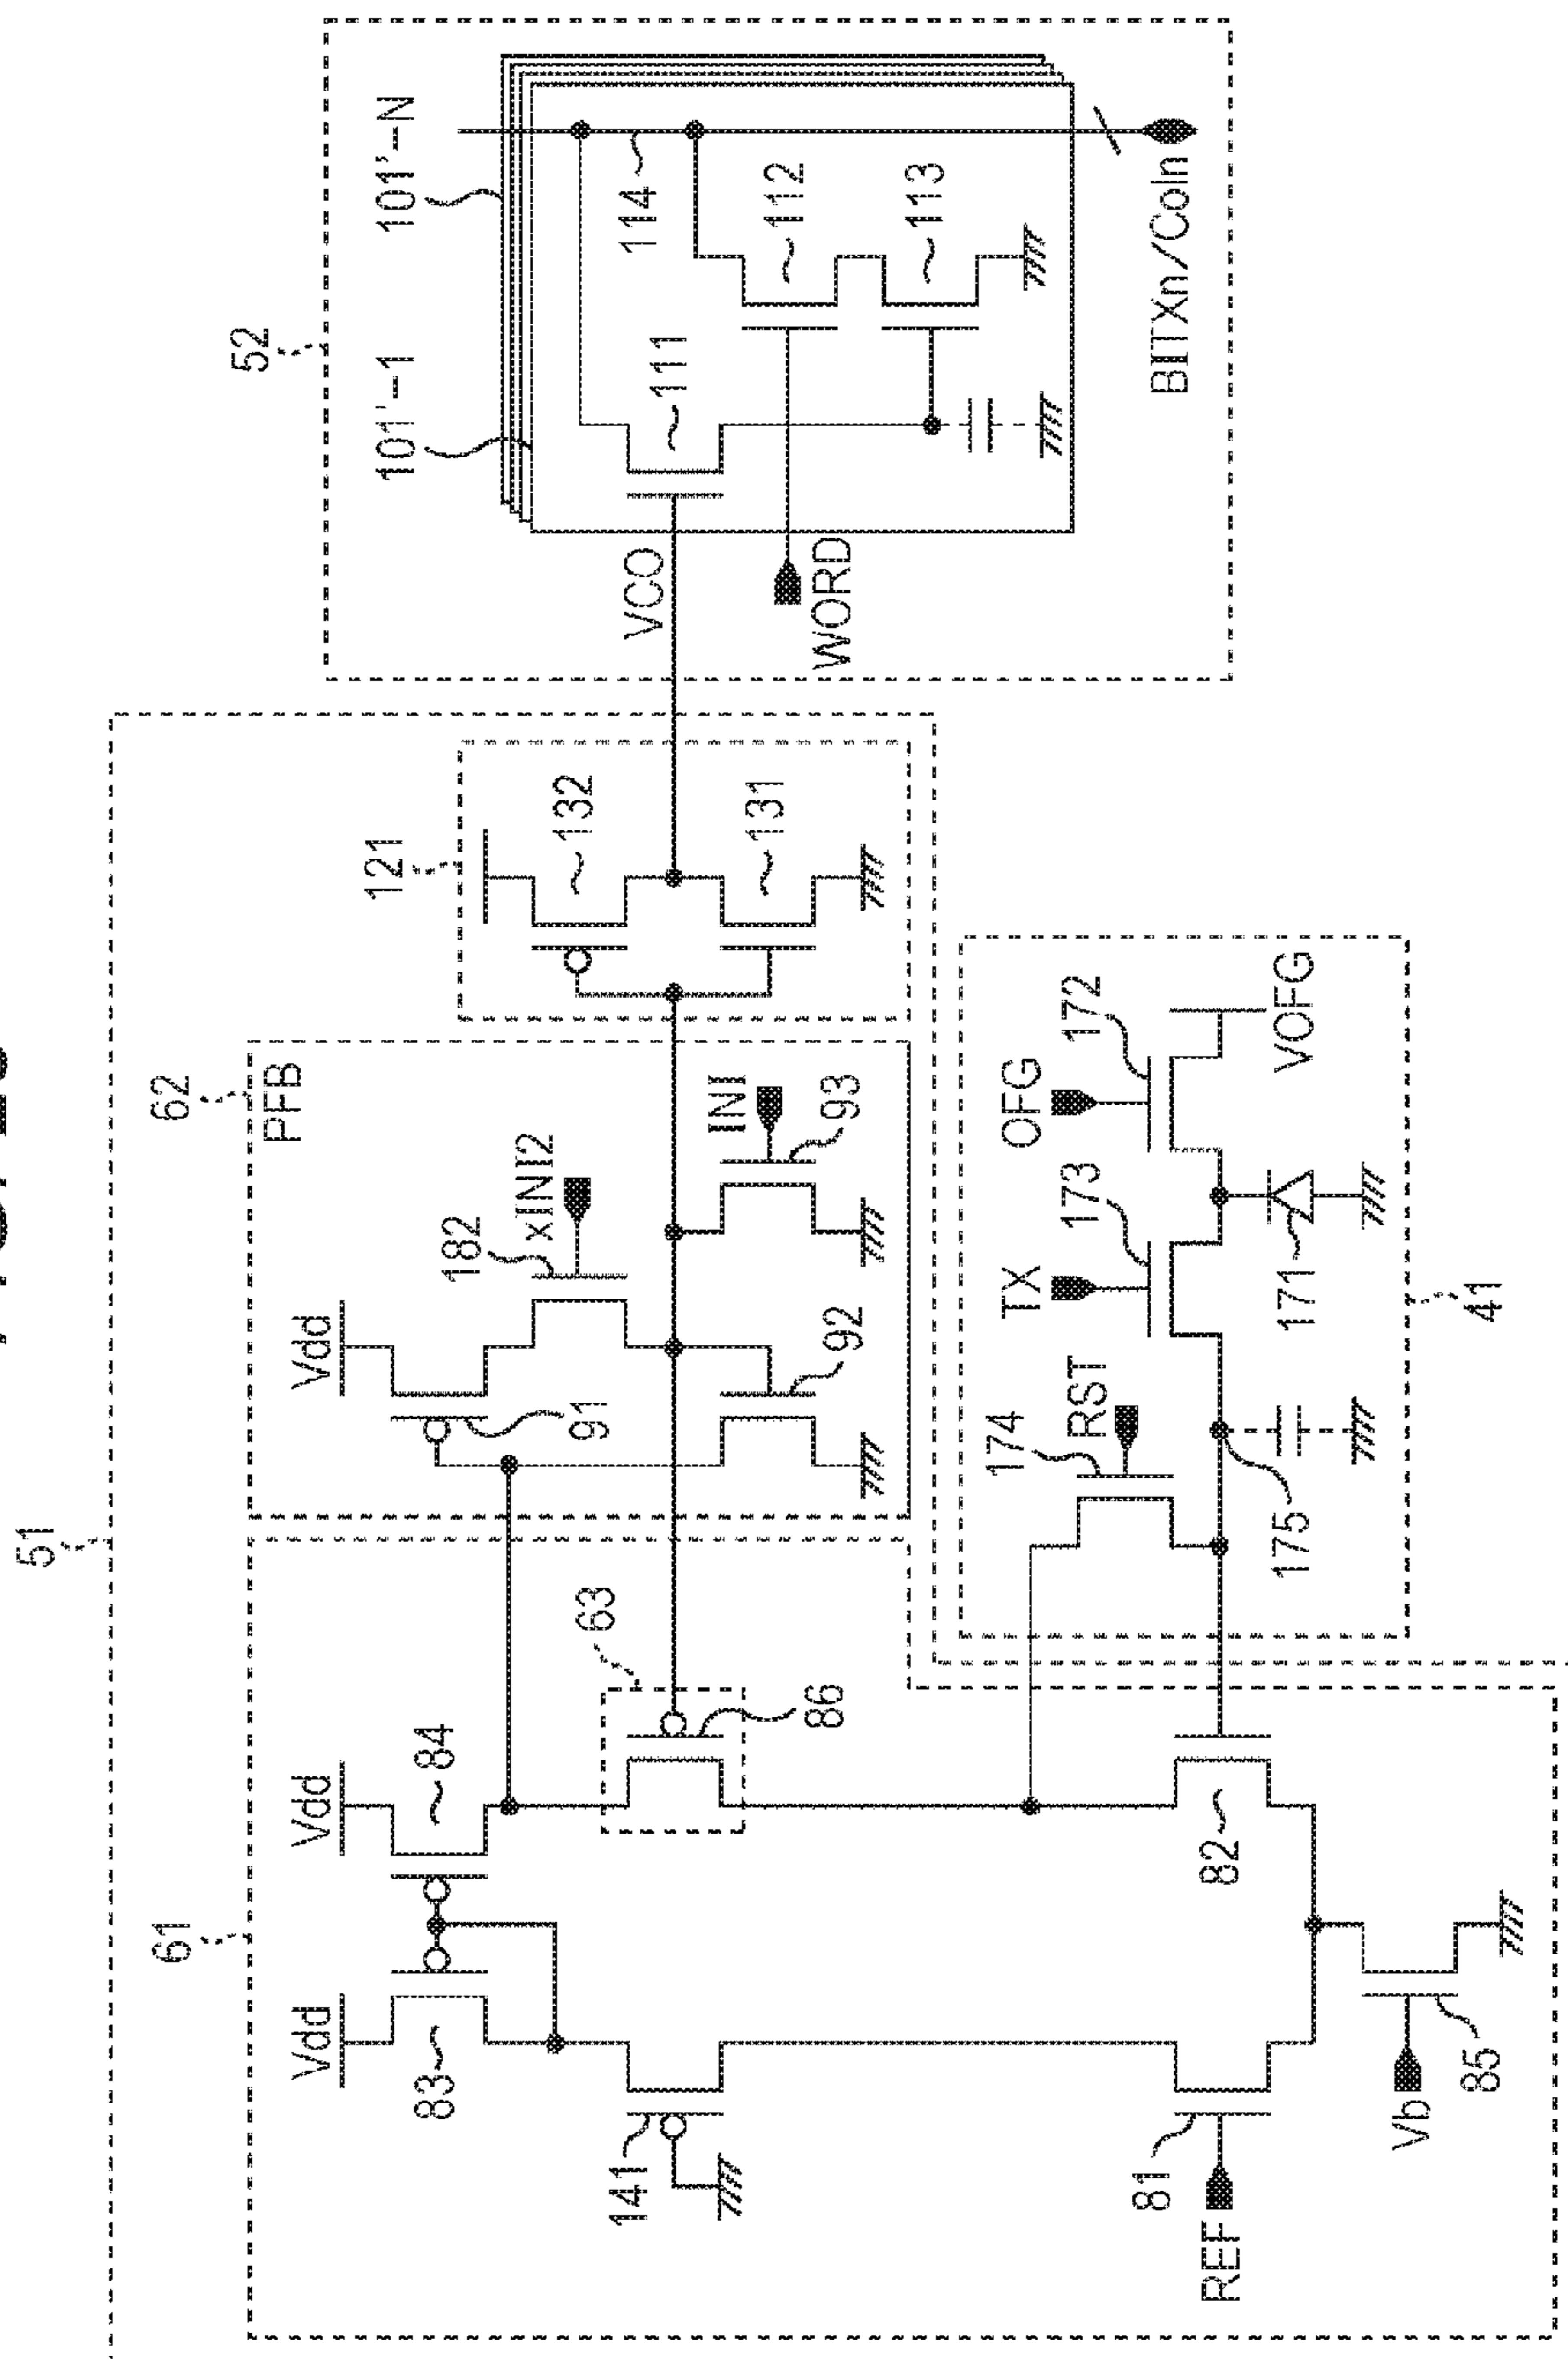 51
61
Vdd
83
Vdd
84
141
63
86
REF
81
82
Vb
85
62
PFB
Vdd
91
182
xINI2
92
INI
93
121
132
131
41
174
RST
175
TX
173
171
OFG
172
VOFG
52
101'-1
101'-N
VCO
111
114
112
113
WORD
BITXn/Coln